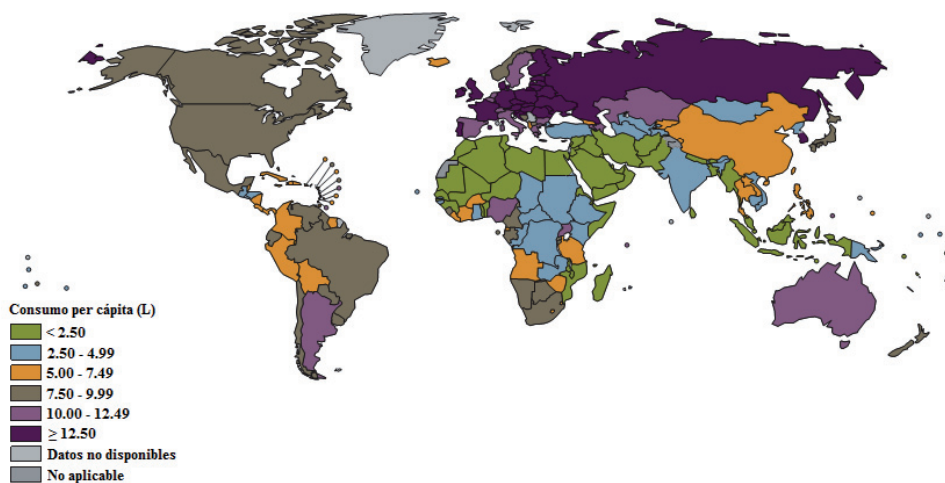 Consumo per cápita (L)
< 2.50
2.50 - 4.99
5.00 - 7.49
7.50 - 9.99
10.00 - 12.49
≥ 12.50
Datos no disponibles
No aplicable